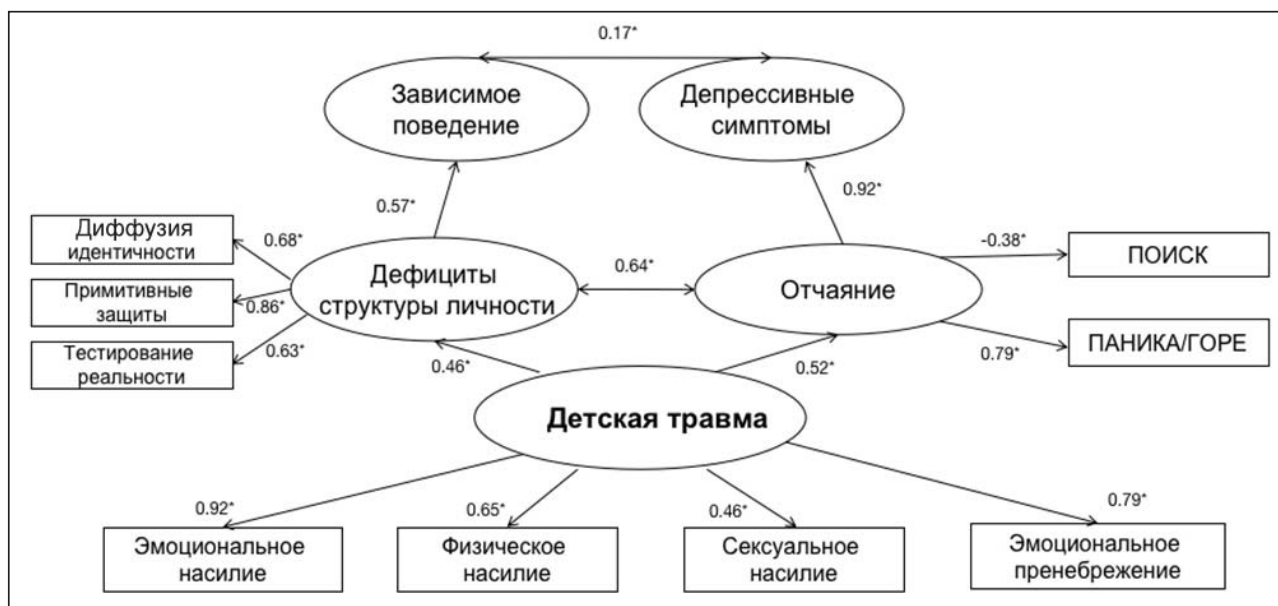 0.17*
Зависимое
поведение
Депрессивные
симптомы
0.57*
0.92*
Диффузия
идентичности
0.68*
-0.38*
ПОИСК
Дефициты
структуры личности
0.64*
Отчаяние
Примитивные
защиты
0.86*
Тестирование
реальности
0.63*
0.79*
ПАНИКА/ГОРЕ
0.46*
0.52*
Детская травма
0.92*
0.65*
0.46*
0.79*
Эмоциональное
насилие
Физическое
насилие
Сексуальное
насилие
Эмоциональное
пренебрежение